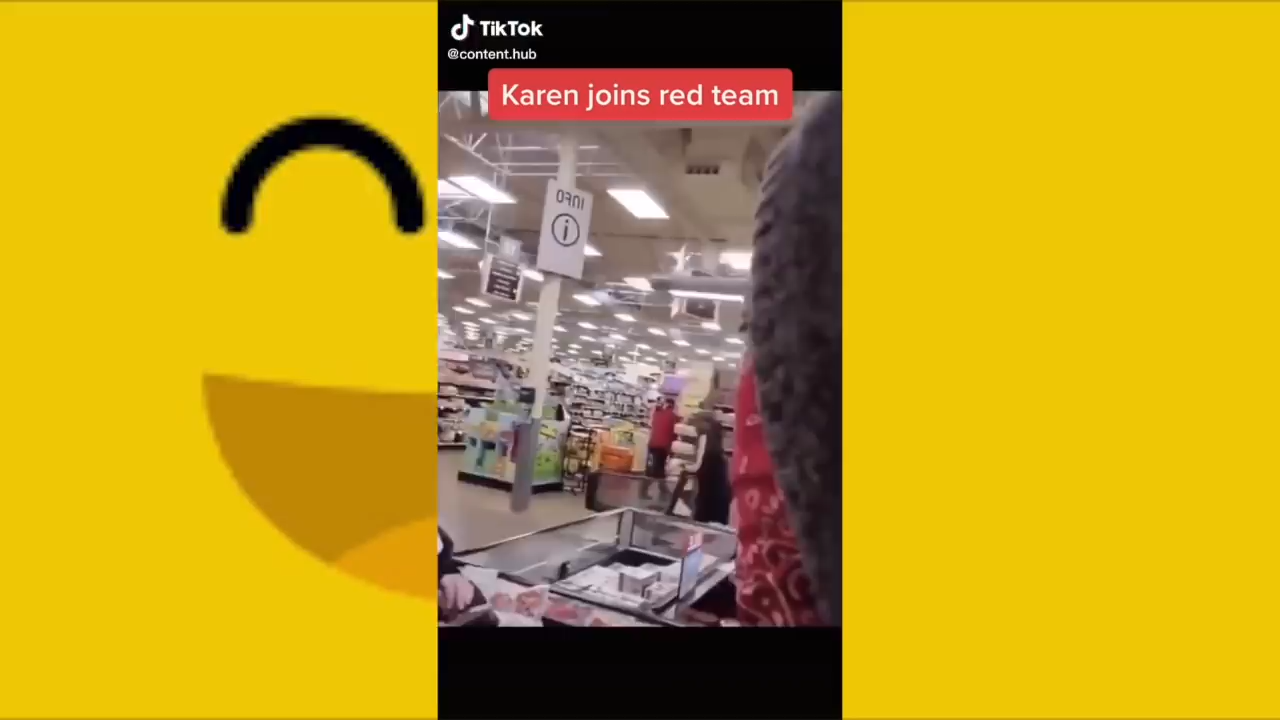 TikTok
@content.hub
Karen joins red team
INFO
i